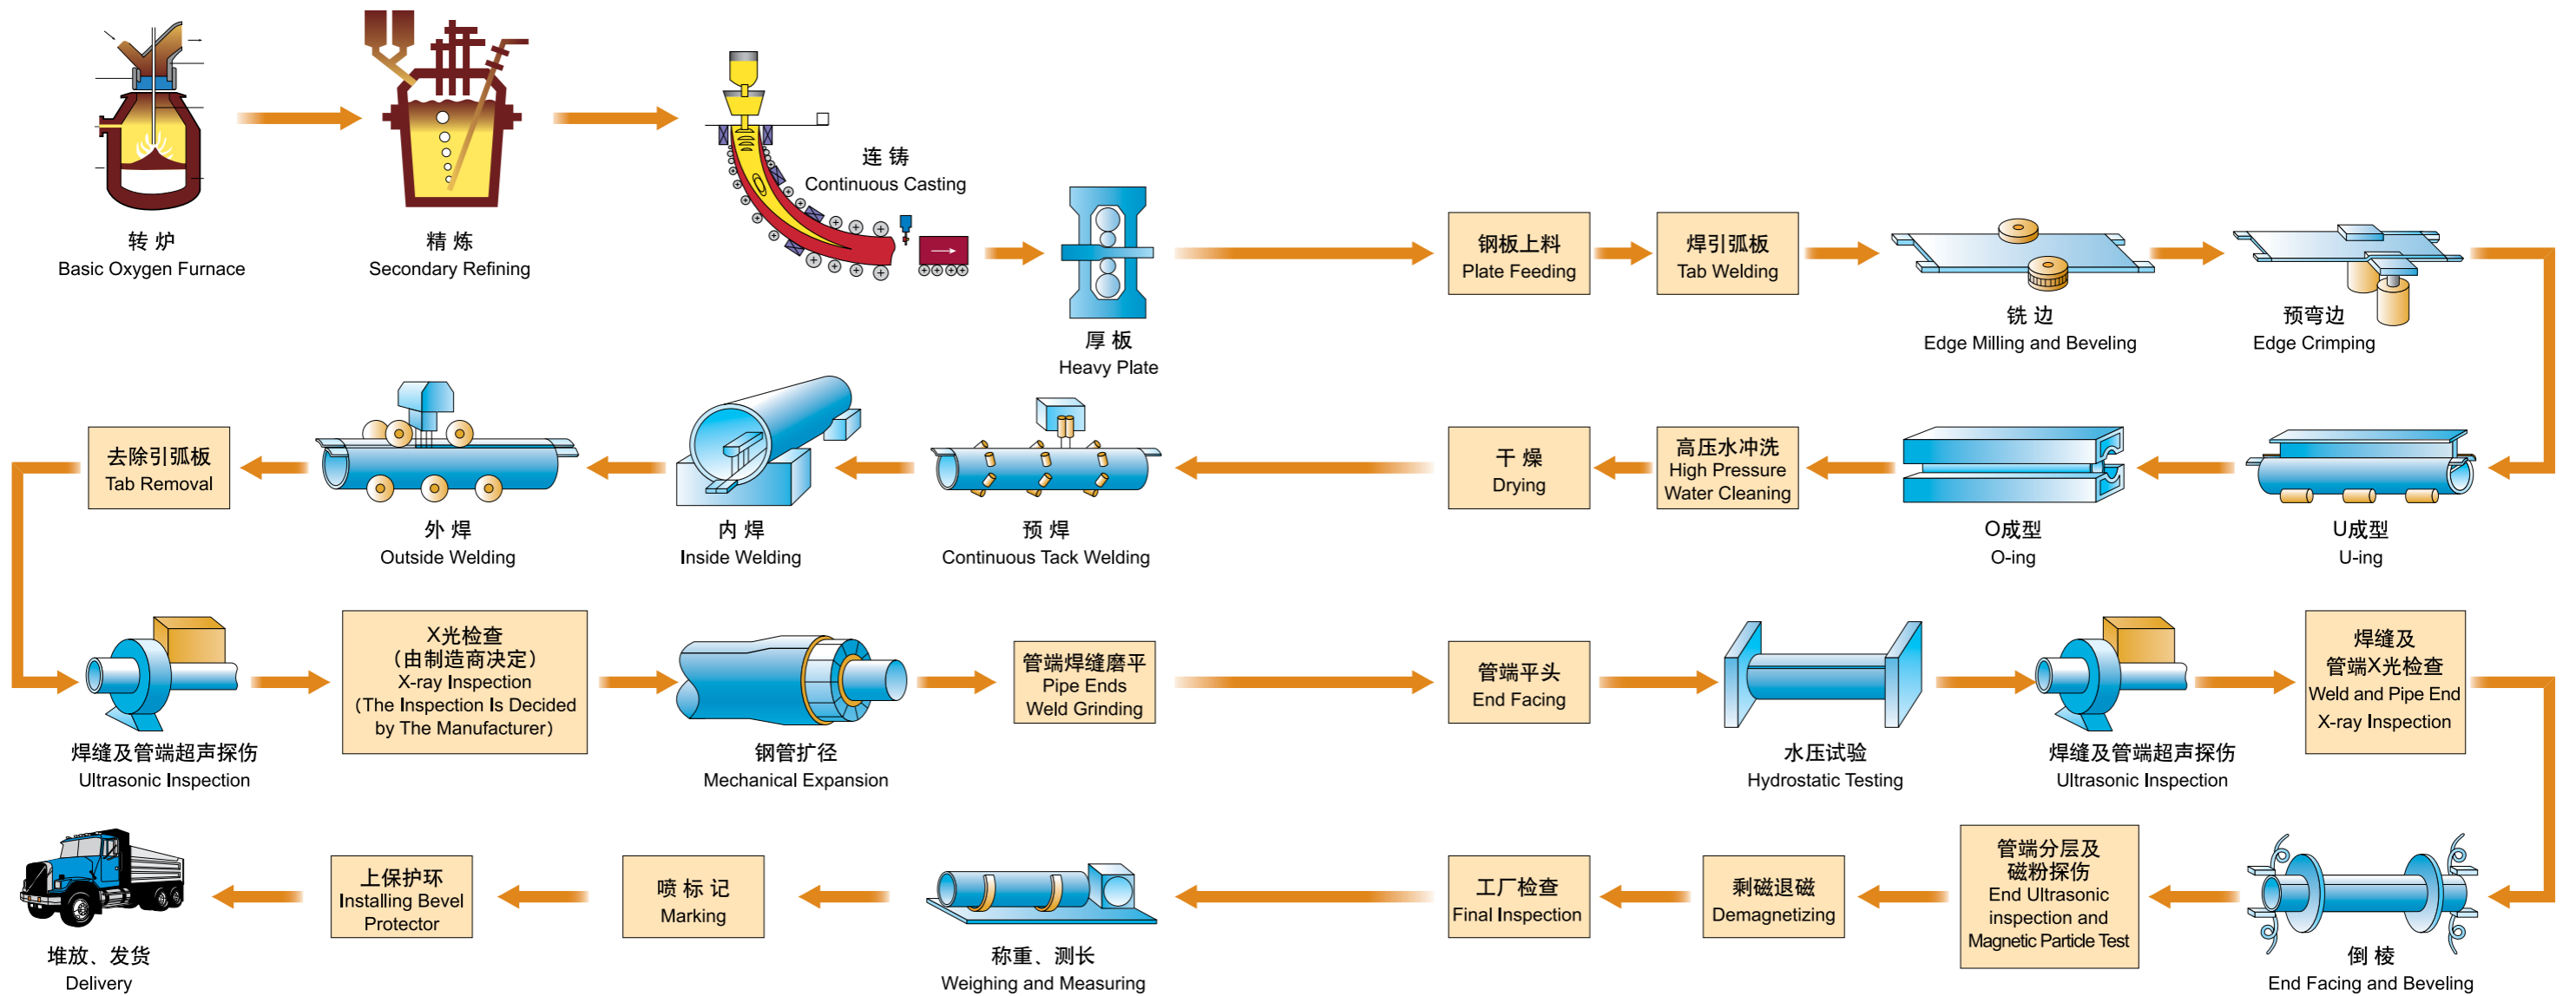 转 炉
Basic Oxygen Furnace
精 炼
Secondary Refining
连 铸
Continuous Casting
厚 板
Heavy Plate
钢板上料
Plate Feeding
焊引弧板
Tab Welding
铣 边
Edge Milling and Beveling
预弯边
Edge Crimping
U成型
U-ing
O成型
O-ing
高压水冲洗
High Pressure
Water Cleaning
干 燥
Drying
预 焊
Continuous Tack Welding
内 焊
Inside Welding
外 焊
Outside Welding
去除引弧板
Tab Removal
焊缝及管端超声探伤
Ultrasonic Inspection
X光检查
（由制造商决定）
X-ray Inspection
（The Inspection Is Decided
by The Manufacturer）
钢管扩径
Mechanical Expansion
管端焊缝磨平
Pipe Ends
Weld Grinding
管端平头
End Facing
水压试验
Hydrostatic Testing
焊缝及管端超声探伤
Ultrasonic Inspection
焊缝及
管端X光检查
Weld and Pipe End
X-ray Inspection
倒 棱
End Facing and Beveling
管端分层及
磁粉探伤
End Ultrasonic
inspection and
Magnetic Particle Test
剩磁退磁
Demagnetizing
工厂检查
Final Inspection
称重、测长
Weighing and Measuring
喷 标 记
Marking
上保护环
Installing Bevel
Protector
堆放、发货
Delivery